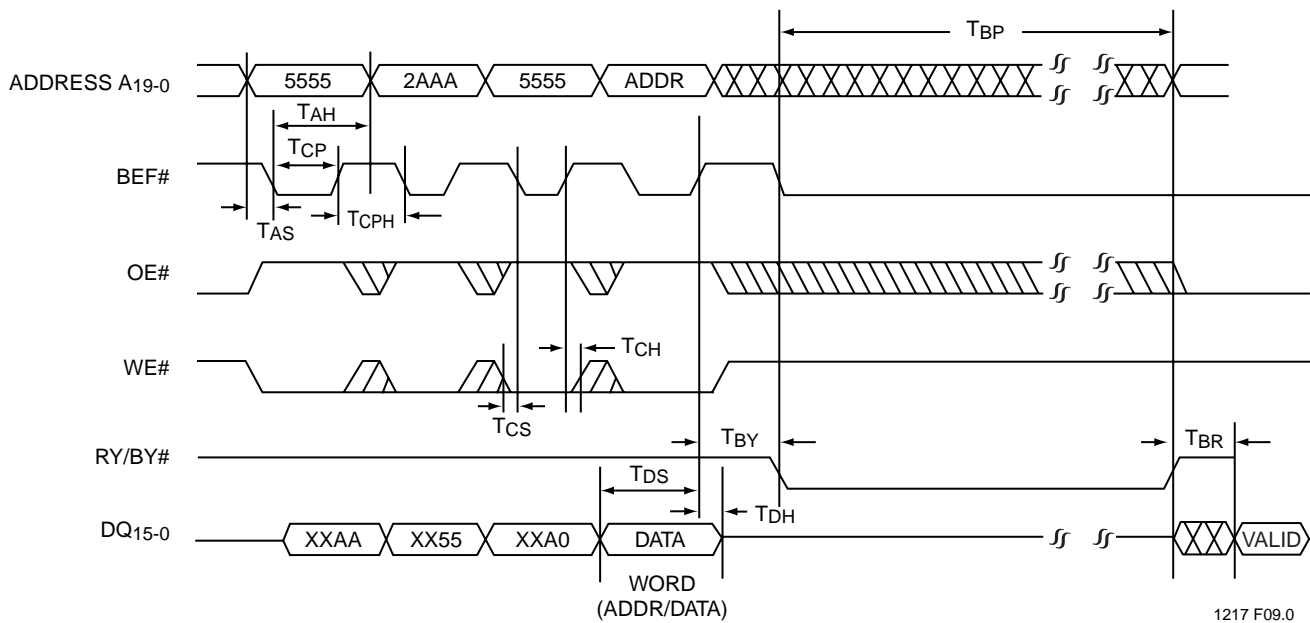 TBP
ADDRESS A19-0
5555
2AAA
5555
ADDR
TAH
TCP
BEF#
TAS
TCPH
OE#
WE#
TCH
TCS
TBY
TBR
RY/BY#
TDS
TDH
DQ15-0
XXAA
XX55
XXA0
DATA
VALID
WORD
(ADDR/DATA)
1217 F09.0